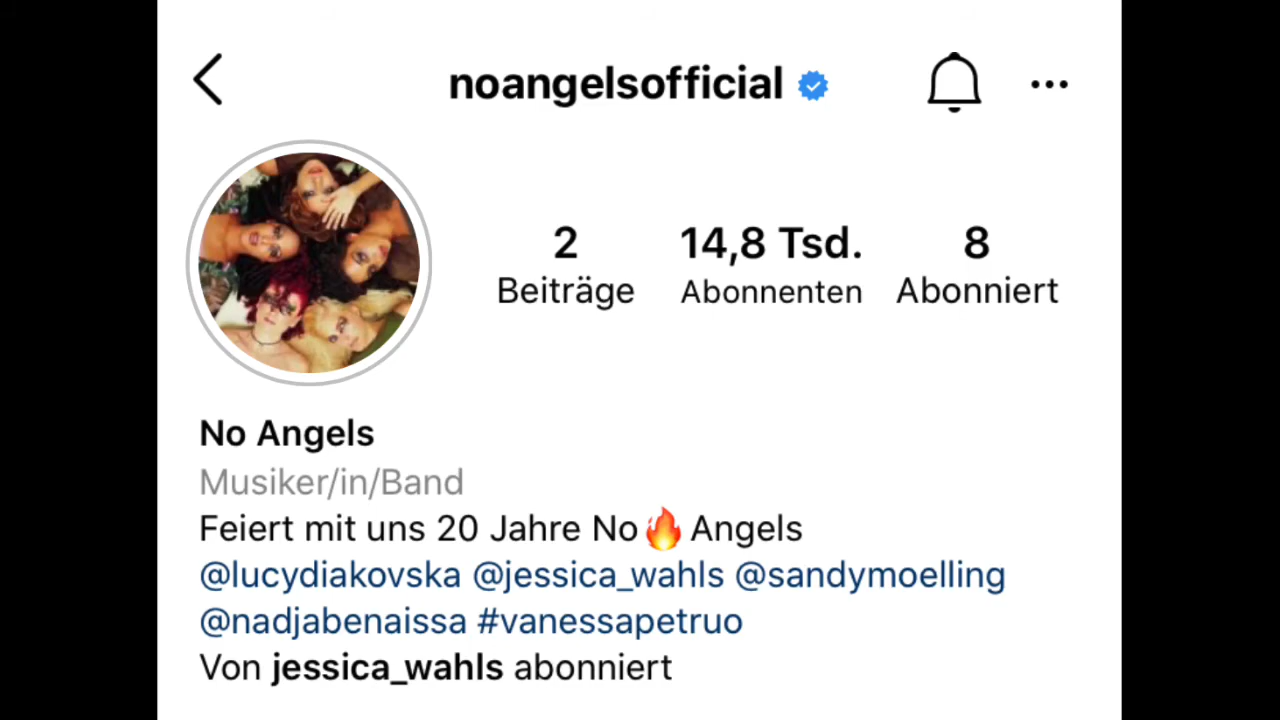 noangelsofficial
2 14,8 Tsd. 8
Beiträge Abonnenten Abonniert
No Angels
Musiker/in/Band
Feiert mit uns 20 Jahre No🔥Angels
@lucydiakovska @jessica_wahls @sandymoelling
@nadjabenaissa #vanessapetruo
Von jessica_wahls abonniert